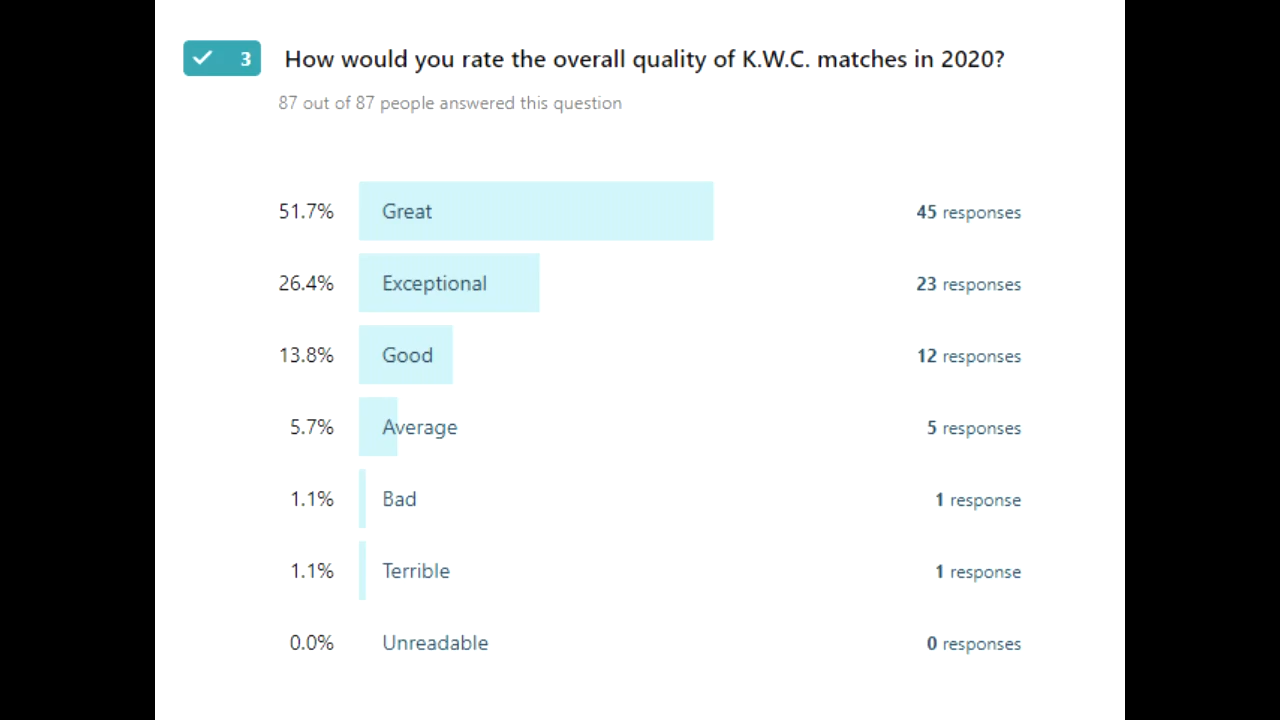 3 How would you rate the overall quality of K.W.C. matches in 2020?
87 out of 87 people answered this question
51.7% Great 45 responses
26.4% Exceptional 23 responses
13.8% Good 12 responses
5.7% Average 5 responses
1.1% Bad 1 response
1.1% Terrible 1 response
0.0% Unreadable 0 responses